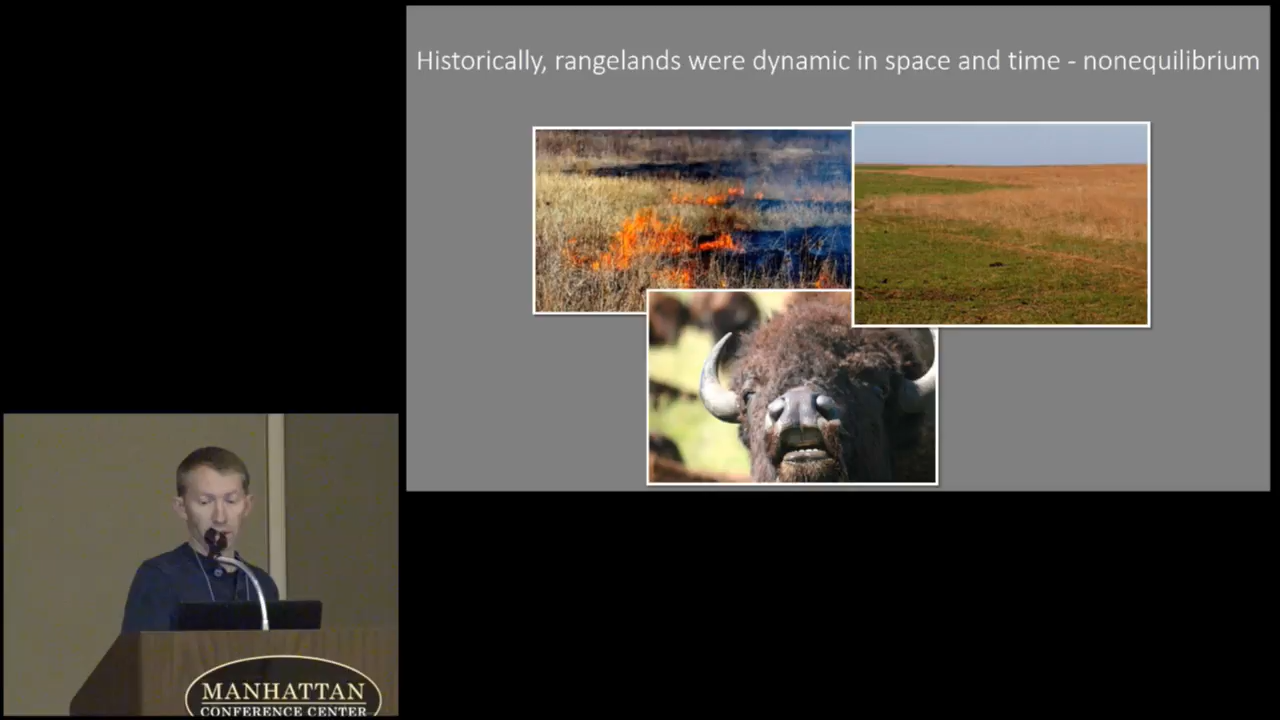 Historically, rangelands were dynamic in space and time - nonequilibrium
MANHATTAN
CONFERENCE CENTER